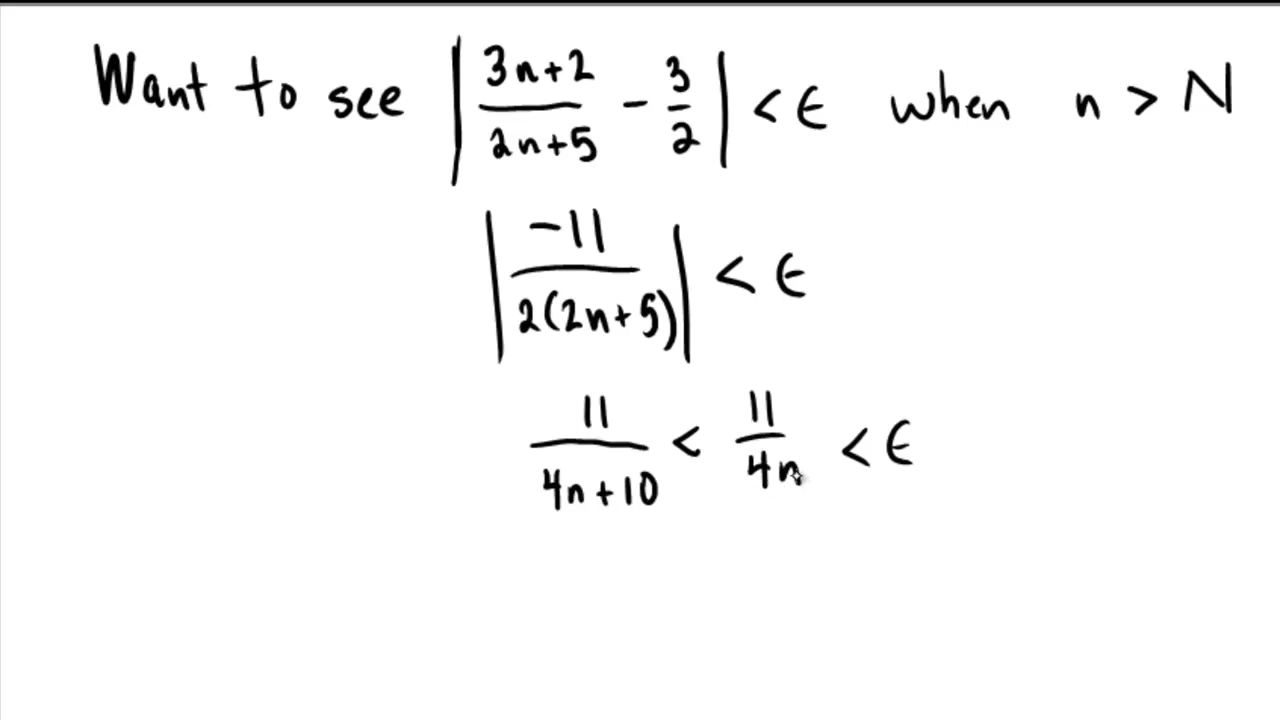 Want to see | (3n+2)/(2n+5) - 3/2 | < ε when n > N
| -11/(2(2n+5)) | < ε
11/(4n+10) < 11/(4n) < ε